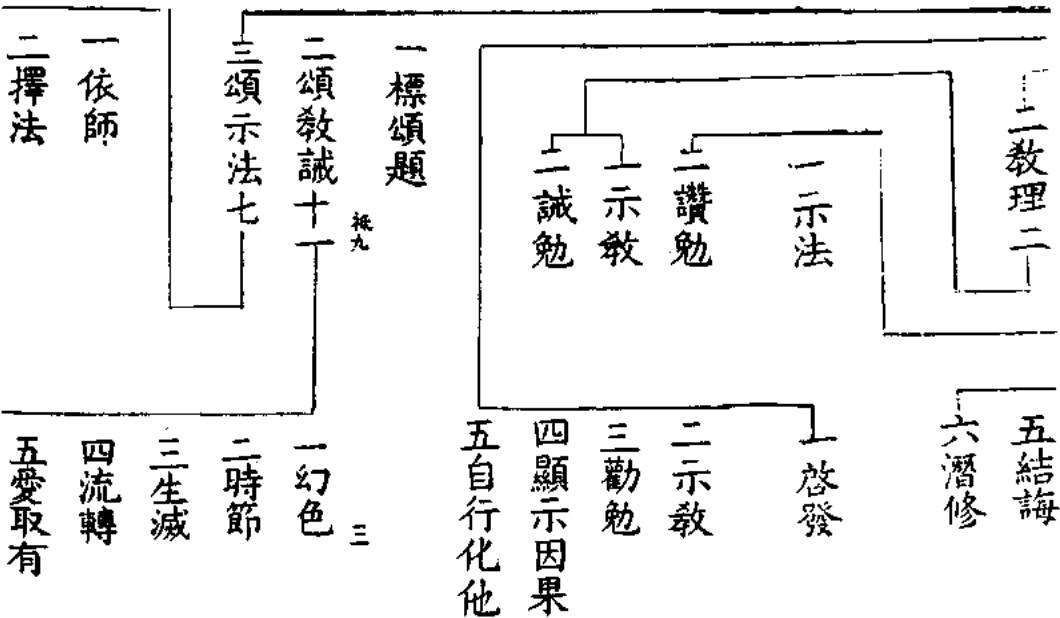 二教理二
五結誨
六潛修
一示法
一啓發
二讚勉
一示教
二誡勉
二示教
三勸勉
四顯示因果
五自行化他
一標頌題
祇九
三
二頌教誡十一
三頌示法七
一幻色
二時節
三生滅
四流轉
五愛取有
一依師
二擇法